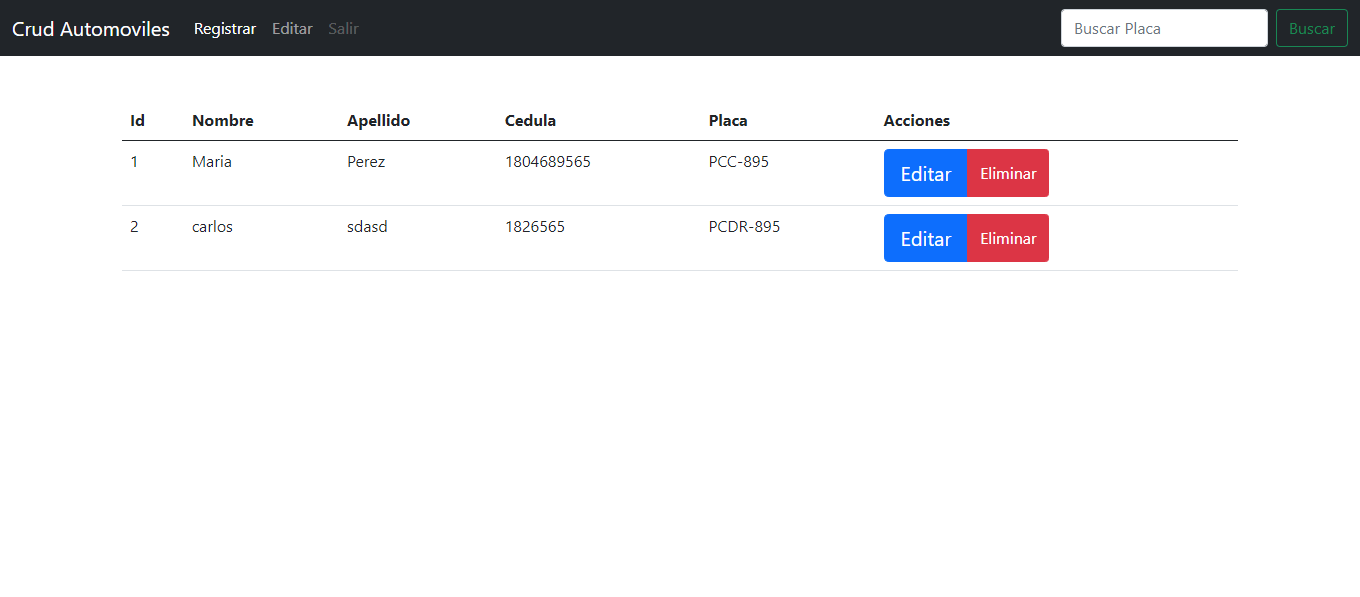 Crud Automoviles Registrar Editar Salir Buscar Placa Buscar
Id Nombre Apellido Cedula Placa Acciones
1 Maria Perez 1804689565 PCC-895 Editar Eliminar
2 carlos sdasd 1826565 PCDR-895 Editar Eliminar